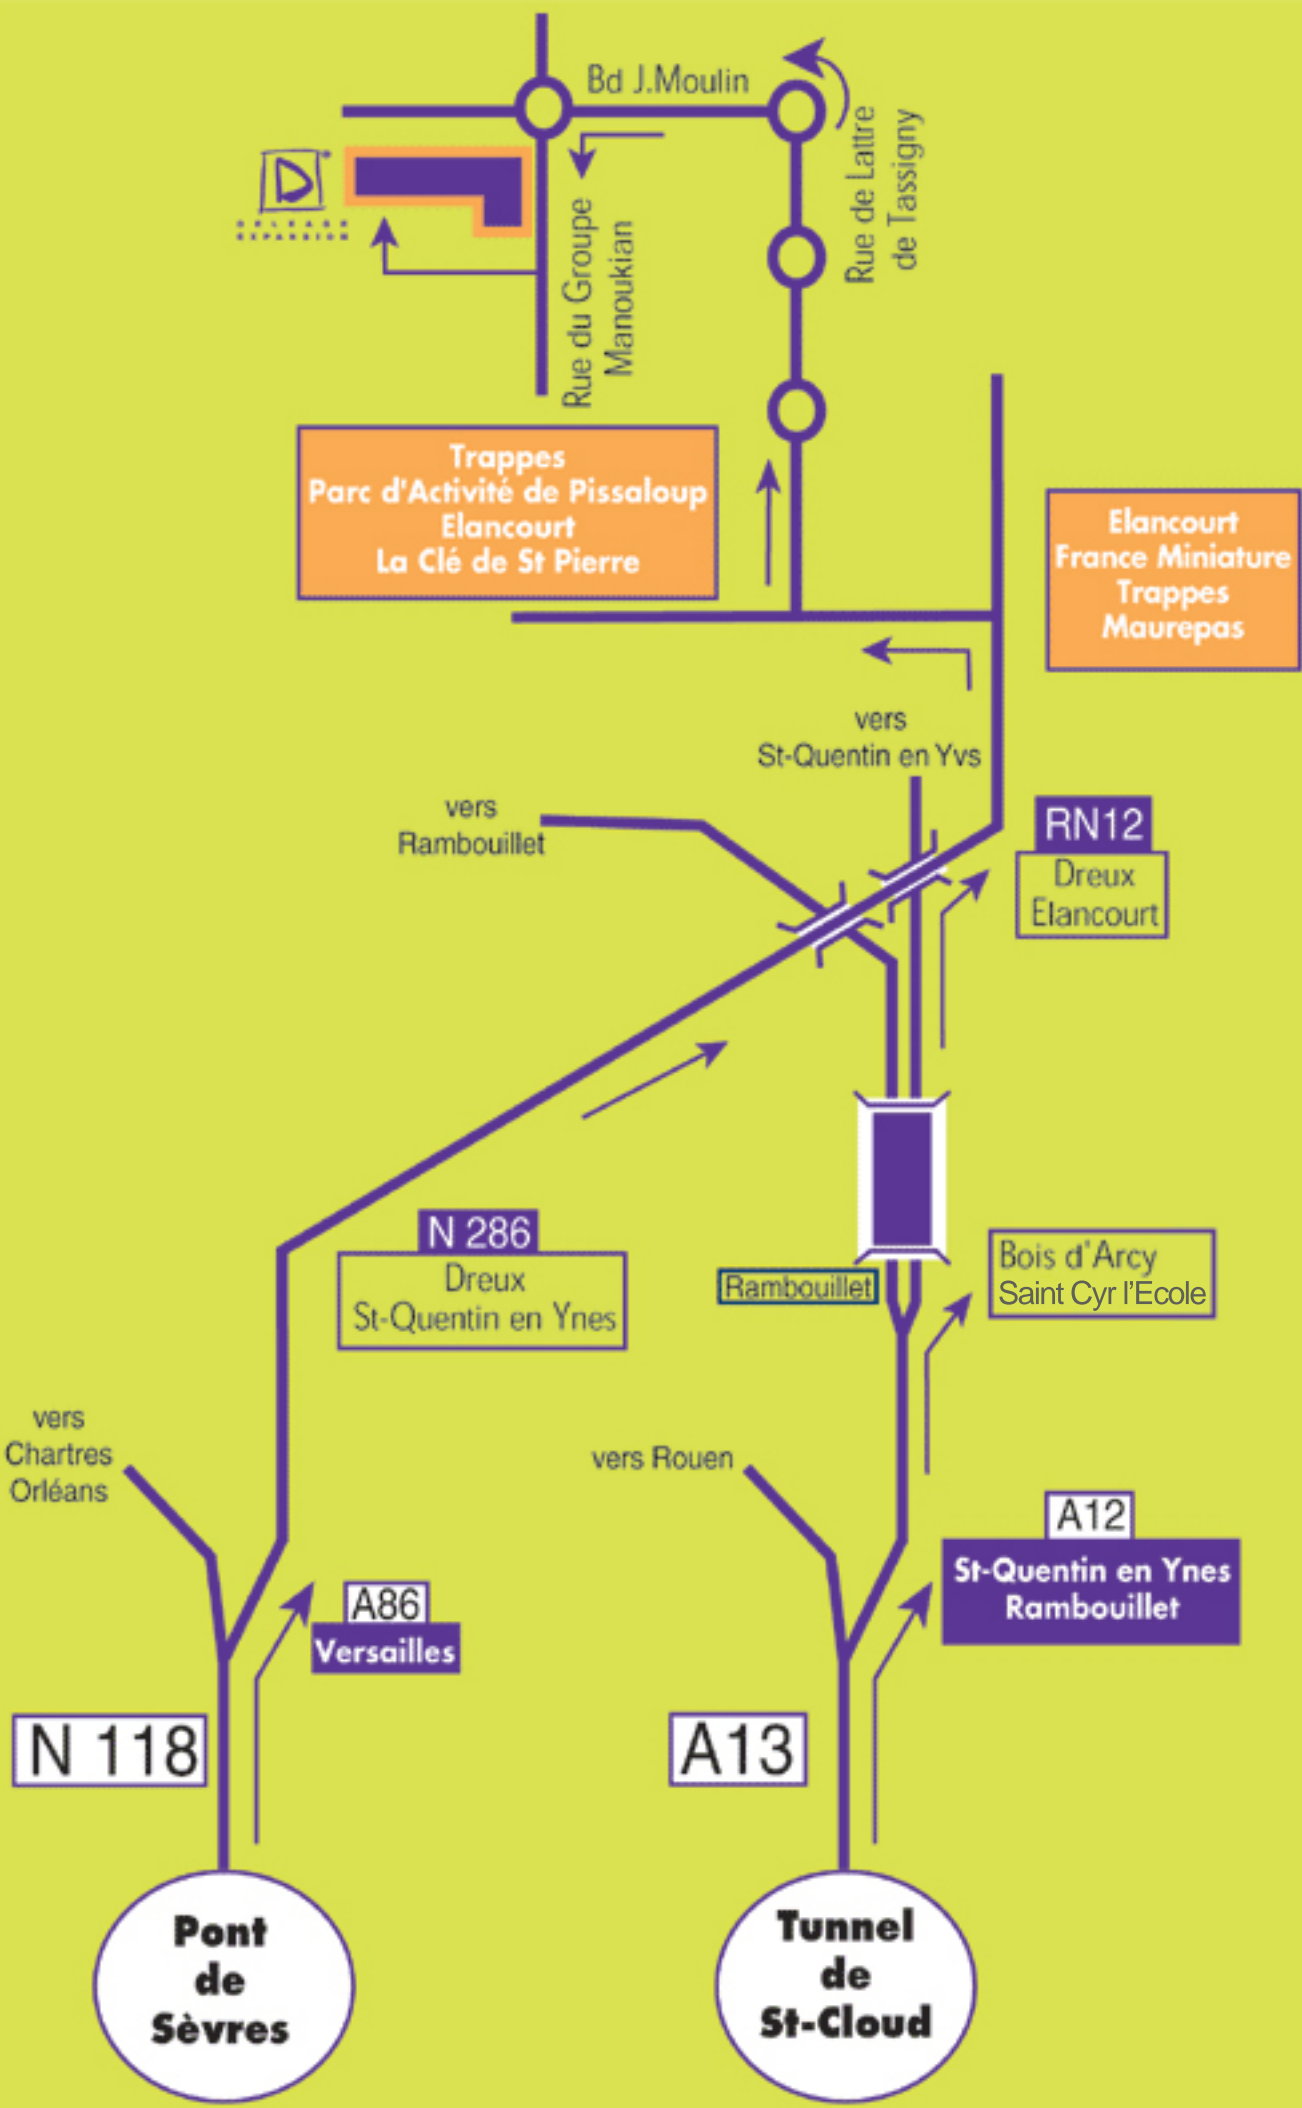 Bd J.Moulin
Rue de Lattre
de Tassigny
D
DELEAGE
EXPANSION
Rue du Groupe
Manoukian
Trappes
Parc d'Activité de Pissaloup
Elancourt
La Clé de St Pierre
Elancourt
France Miniature
Trappes
Maurepas
vers
St-Quentin en Yvs
vers
Rambouillet
RN12
Dreux
Elancourt
N 286
Dreux
St-Quentin en Ynes
Rambouillet
Bois d'Arcy
Saint Cyr l'Ecole
vers
Chartres
Orléans
vers Rouen
A12
St-Quentin en Ynes
Rambouillet
A86
Versailles
N 118
A13
Pont
de
Sèvres
Tunnel
de
St-Cloud